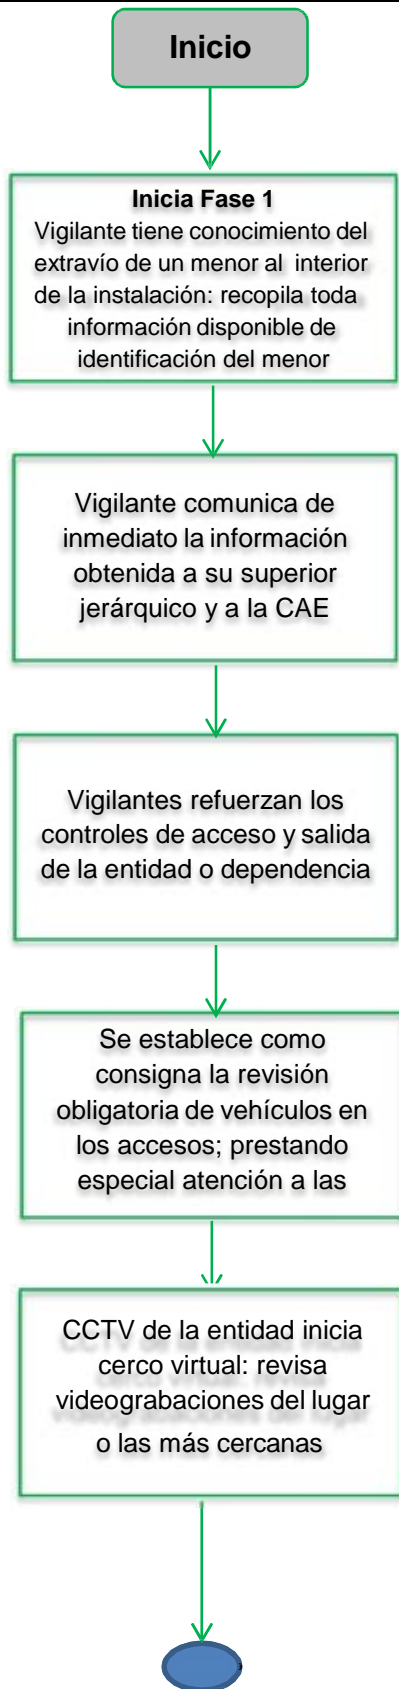 Inicio
Inicia Fase 1
Vigilante tiene conocimiento del
extravío de un menor al interior
de la instalación: recopila toda
información disponible de
identificación del menor
Vigilante comunica de
inmediato la información
obtenida a su superior
jerárquico y a la CAE
Vigilantes refuerzan los
controles de acceso y salida
de la entidad o dependencia
Se establece como
consigna la revisión
obligatoria de vehículos en
los accesos; prestando
especial atención a las
CCTV de la entidad inicia
cerco virtual: revisa
videograbaciones del lugar
o las más cercanas